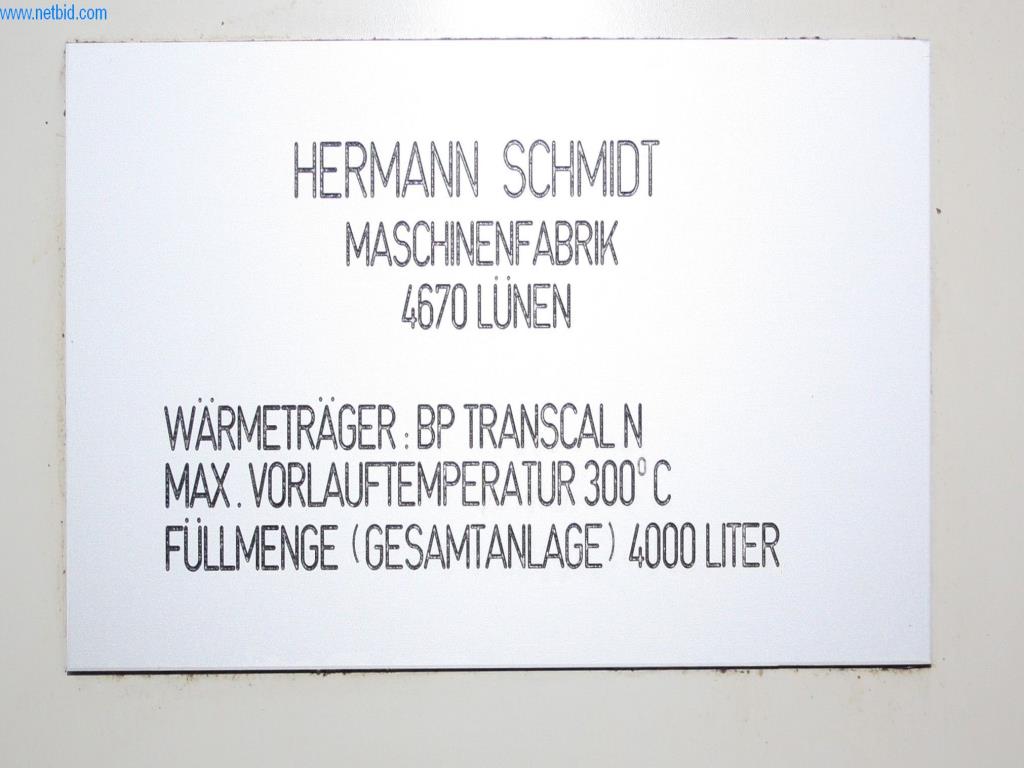 www.netbid.com
HERMANN SCHMIDT
MASCHINENFABRIK
4670 LÜNEN
WÄRMETRÄGER : BP TRANSCAL N
MAX. VORLAUFTEMPERATUR 300° C
FÜLLMENGE (GESAMTANLAGE) 4000 LITER